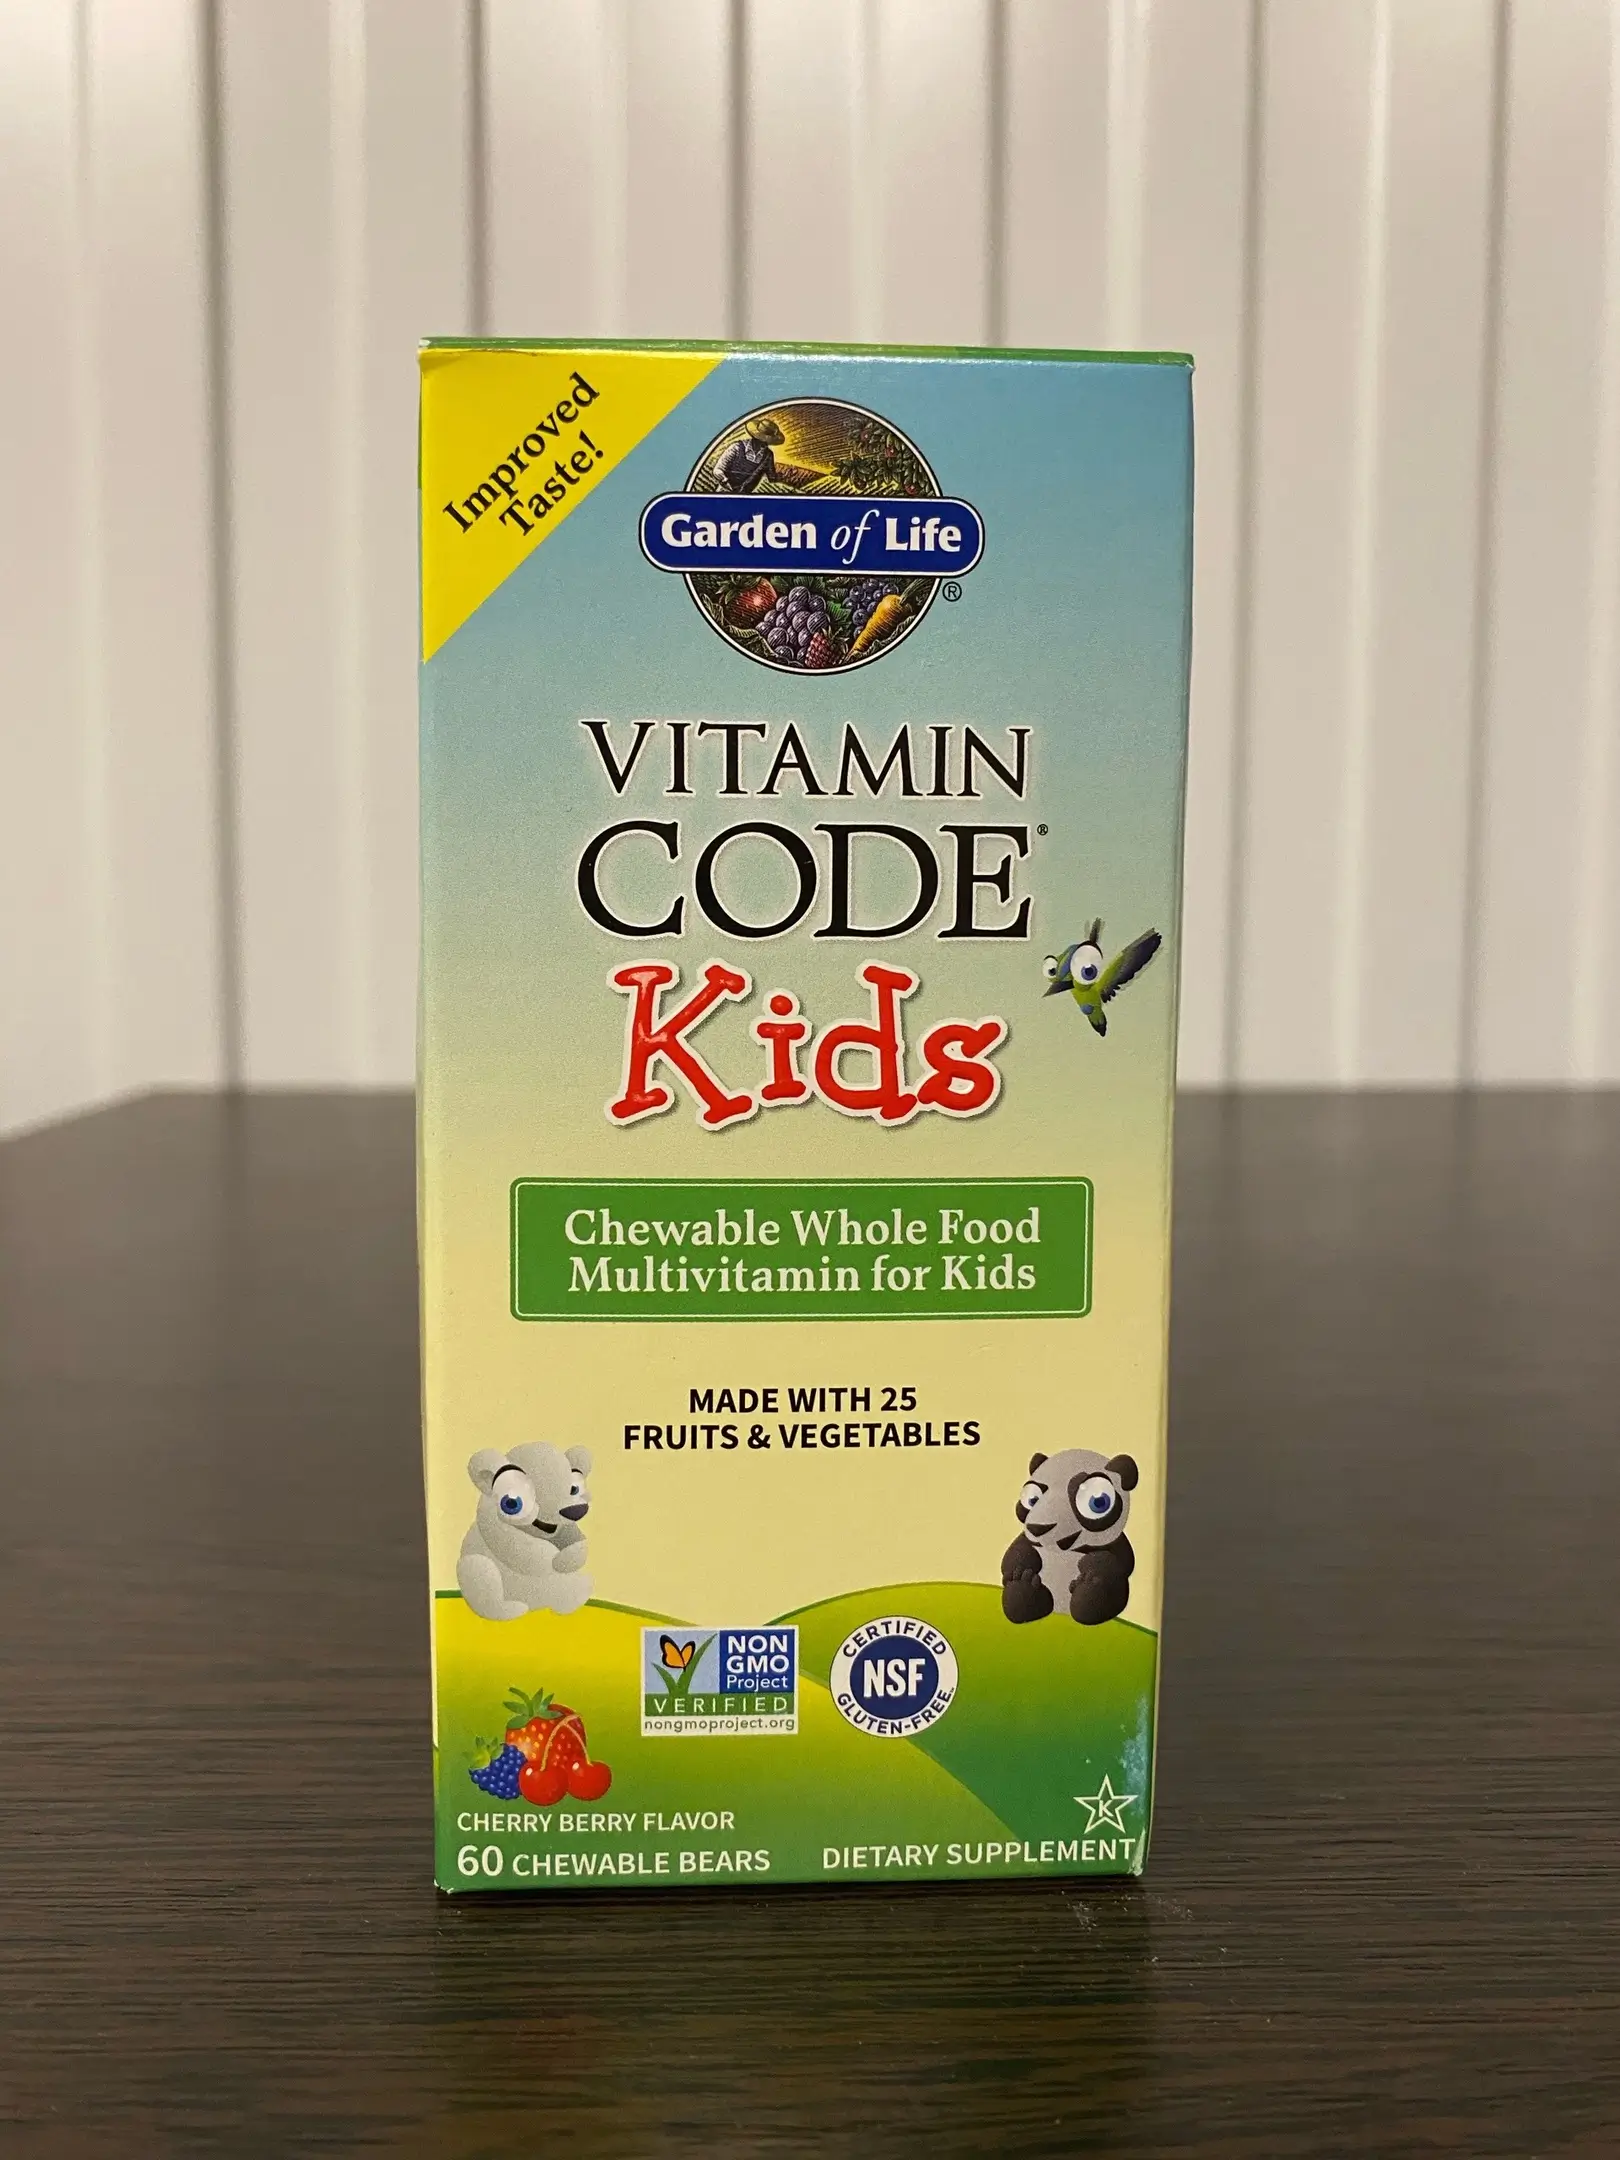 Improved
Taste!
Garden of Life
®
VITAMIN
CODE®
Kids
Chewable Whole Food
Multivitamin for Kids
MADE WITH 25
FRUITS & VEGETABLES
NON
GMO
Project
VERIFIED
nongmoproject.org
CERTIFIED
NSF
GLUTEN-FREE™
K
CHERRY BERRY FLAVOR
60 CHEWABLE BEARS
DIETARY SUPPLEMENT